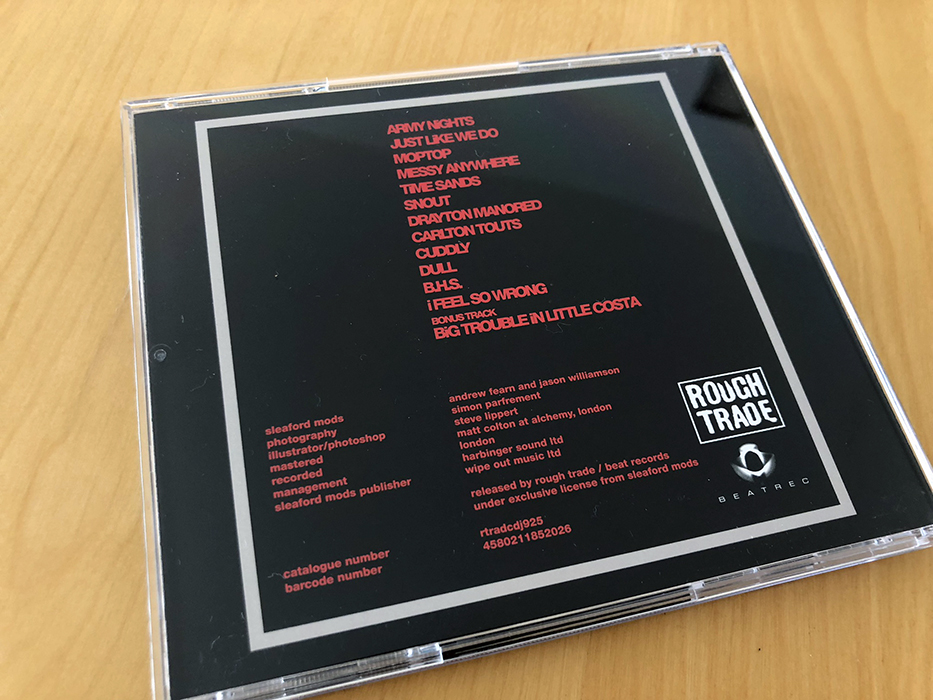 ARMY NiGHTS
JUST LiKE WE DO
MOPTOP
MESSY ANYWHERE
TIME SANDS
SNOUT
DRAYTON MANORED
CARLTON TOUTS
CUDDLY
DULL
B.H.S.
i FEEL SO WRONG
BONUS TRACK
BiG TROUBLE iN LITTLE COSTA
sleaford mods andrew fearn and jason williamson
photography simon parfrement
illustrator/photoshop steve lippert
mastered matt colton at alchemy, london
recorded london
management harbinger sound ltd
sleaford mods publisher wipe out music ltd
released by rough trade / beat records
under exclusive license from sleaford mods
catalogue number rtradcdj925
barcode number 4580211852026
ROUGH
TRADE
BEATREC